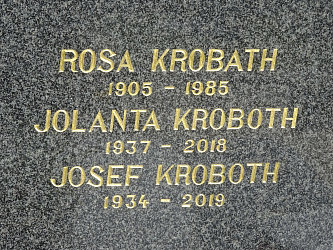 ROSA KROBATH
1905 - 1985
JOLANTA KROBOTH
1937 - 2018
JOSEF KROBOTH
1934 - 2019